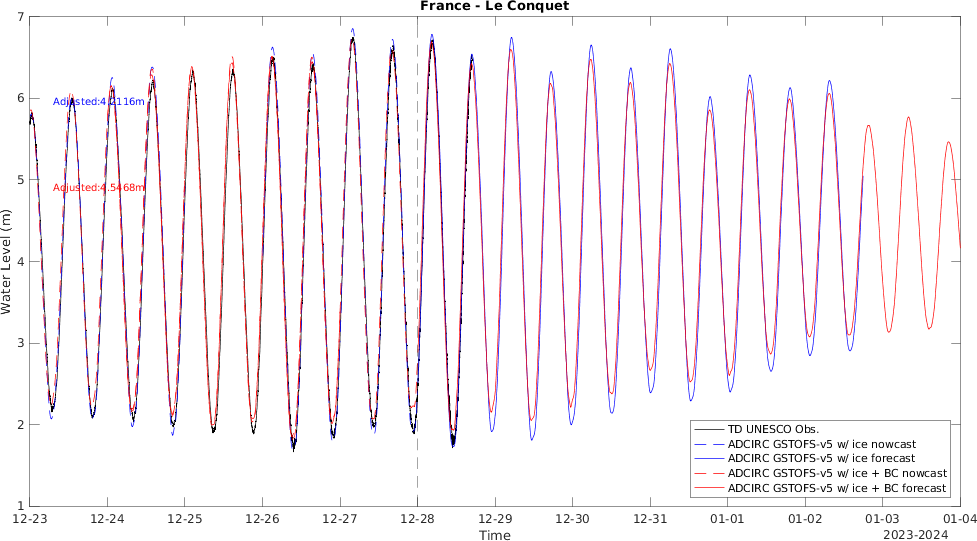 France - Le Conquet
7
6
5
4
3
2
1
Water Level (m)
Adjusted:4.2116m
Adjusted:4.5468m
TD UNESCO Obs.
ADCIRC GSTOFS-v5 w/ ice nowcast
ADCIRC GSTOFS-v5 w/ ice forecast
ADCIRC GSTOFS-v5 w/ ice + BC nowcast
ADCIRC GSTOFS-v5 w/ ice + BC forecast
12-23 12-24 12-25 12-26 12-27 12-28 12-29 12-30 12-31 01-01 01-02 01-03 01-04
Time
2023-2024